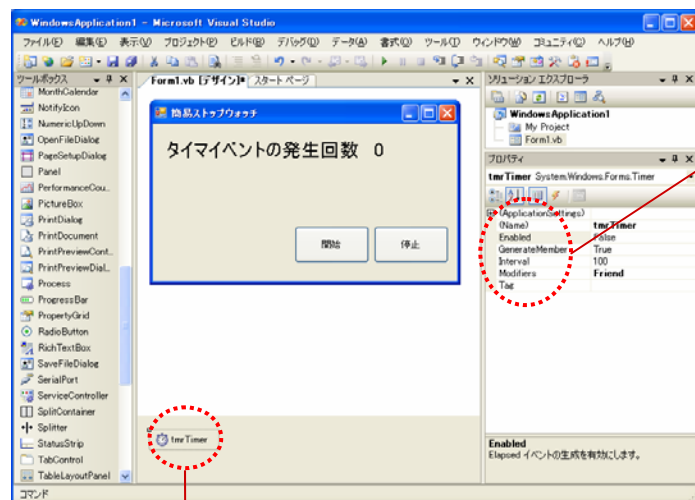 WindowsApplication1 - Microsoft Visual Studio
ファイル(F) 編集(E) 表示(V) プロジェクト(P) ビルド(B) デバッグ(D) データ(A) 書式(O) ツール(T) ウィンドウ(W) コミュニティ(C) ヘルプ(H)
ツールボックス
MonthCalendar
NotifyIcon
NumericUpDown
OpenFileDialog
PageSetupDialog
Panel
PerformanceCou...
PictureBox
PrintDialog
PrintDocument
PrintPreviewCont...
PrintPreviewDial...
Process
ProgressBar
PropertyGrid
RadioButton
RichTextBox
SaveFileDialog
SerialPort
ServiceController
SplitContainer
Splitter
StatusStrip
TabControl
TableLayoutPanel
Form1.vb [デザイン]* スタート ページ
簡易ストップウォッチ
タイマイベントの発生回数 0
開始 停止
tmrTimer
ソリューション エクスプローラ
WindowsApplication1
My Project
Form1.vb
プロパティ
tmrTimer System.Windows.Forms.Timer
(ApplicationSettings)
(Name) tmrTimer
Enabled False
GenerateMember True
Interval 100
Modifiers Friend
Tag
Enabled
Elapsed イベントの生成を有効にします。
コマンド